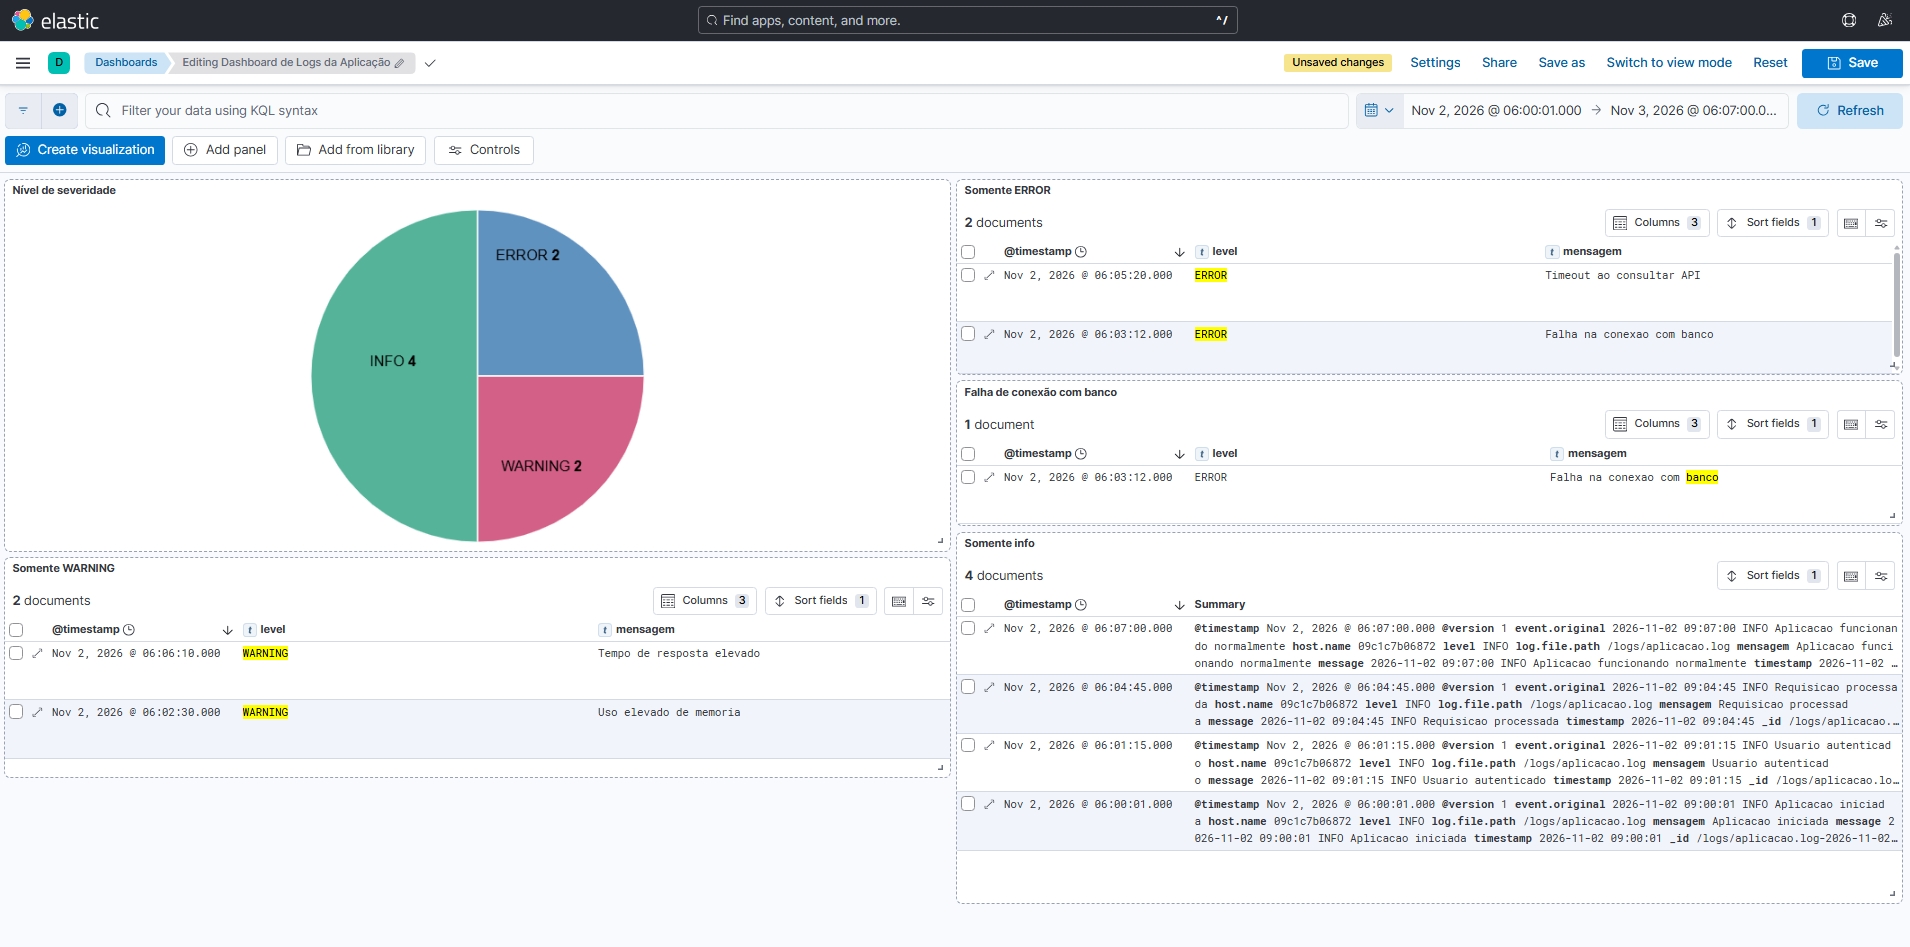 elastic
Find apps, content, and more.
^/
D
Dashboards
Editing Dashboard de Logs da Aplicação
Unsaved changes
Settings
Share
Save as
Switch to view mode
Reset
Save
Filter your data using KQL syntax
Nov 2, 2026 @ 06:00:01.000 → Nov 3, 2026 @ 06:07:00.0...
Refresh
Create visualization
Add panel
Add from library
Controls
Nível de severidade
ERROR 2
INFO 4
WARNING 2
Somente WARNING
2 documents
Columns 3
Sort fields 1
@timestamp
t level
t mensagem
Nov 2, 2026 @ 06:06:10.000 WARNING Tempo de resposta elevado
Nov 2, 2026 @ 06:02:30.000 WARNING Uso elevado de memoria
Somente ERROR
2 documents
Columns 3
Sort fields 1
@timestamp
t level
t mensagem
Nov 2, 2026 @ 06:05:20.000 ERROR Timeout ao consultar API
Nov 2, 2026 @ 06:03:12.000 ERROR Falha na conexao com banco
Falha de conexão com banco
1 document
Columns 3
Sort fields 1
@timestamp
t level
t mensagem
Nov 2, 2026 @ 06:03:12.000 ERROR Falha na conexao com banco
Somente info
4 documents
Sort fields 1
@timestamp
Summary
Nov 2, 2026 @ 06:07:00.000 @timestamp Nov 2, 2026 @ 06:07:00.000 @version 1 event.original 2026-11-02 09:07:00 INFO Aplicacao funcionan
do normalmente host.name 09c1c7b06872 level INFO log.file.path /logs/aplicacao.log mensagem Aplicacao funci
onando normalmente message 2026-11-02 09:07:00 INFO Aplicacao funcionando normalmente timestamp 2026-11-02 …
Nov 2, 2026 @ 06:04:45.000 @timestamp Nov 2, 2026 @ 06:04:45.000 @version 1 event.original 2026-11-02 09:04:45 INFO Requisicao processa
da host.name 09c1c7b06872 level INFO log.file.path /logs/aplicacao.log mensagem Requisicao processad
a message 2026-11-02 09:04:45 INFO Requisicao processada timestamp 2026-11-02 09:04:45 _id /logs/aplicacao.…
Nov 2, 2026 @ 06:01:15.000 @timestamp Nov 2, 2026 @ 06:01:15.000 @version 1 event.original 2026-11-02 09:01:15 INFO Usuario autenticad
o host.name 09c1c7b06872 level INFO log.file.path /logs/aplicacao.log mensagem Usuario autenticad
o message 2026-11-02 09:01:15 INFO Usuario autenticado timestamp 2026-11-02 09:01:15 _id /logs/aplicacao.lo…
Nov 2, 2026 @ 06:00:01.000 @timestamp Nov 2, 2026 @ 06:00:01.000 @version 1 event.original 2026-11-02 09:00:01 INFO Aplicacao iniciad
a host.name 09c1c7b06872 level INFO log.file.path /logs/aplicacao.log mensagem Aplicacao iniciada message 2
026-11-02 09:00:01 INFO Aplicacao iniciada timestamp 2026-11-02 09:00:01 _id /logs/aplicacao.log-2026-11-02…